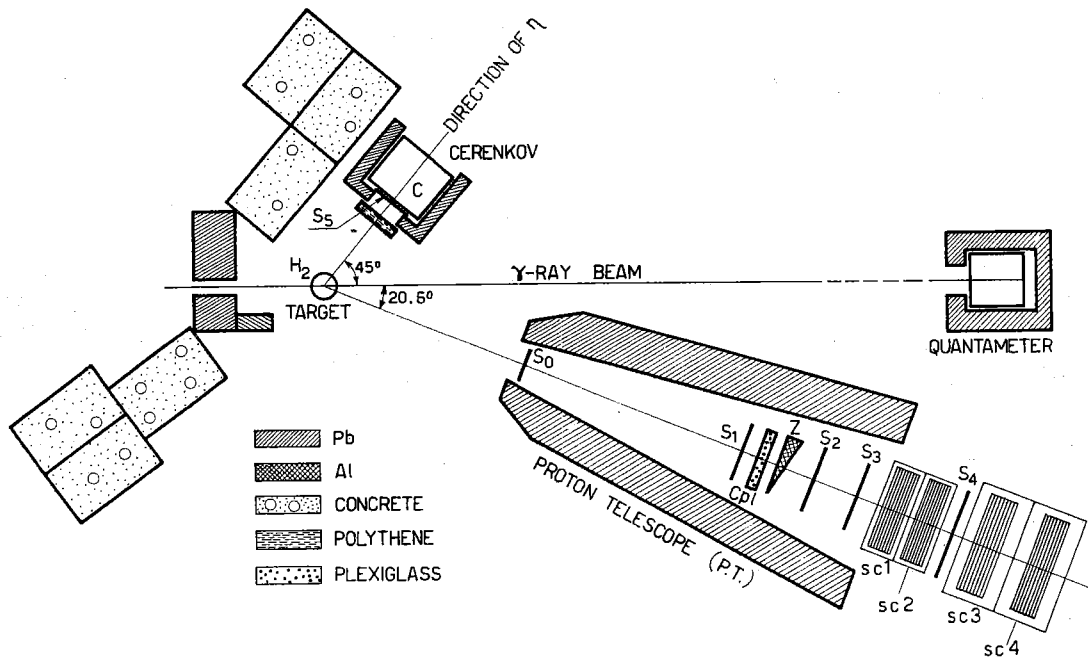 DIRECTION OF η
CERENKOV
C
S5
H2
45°
γ-RAY BEAM
20.6°
TARGET
QUANTAMETER
S0
S1
Z
S2
S3
S4
Cpl
PROTON TELESCOPE (P.T.)
sc1
sc2
sc3
sc4
Pb
Al
CONCRETE
POLYTHENE
PLEXIGLASS